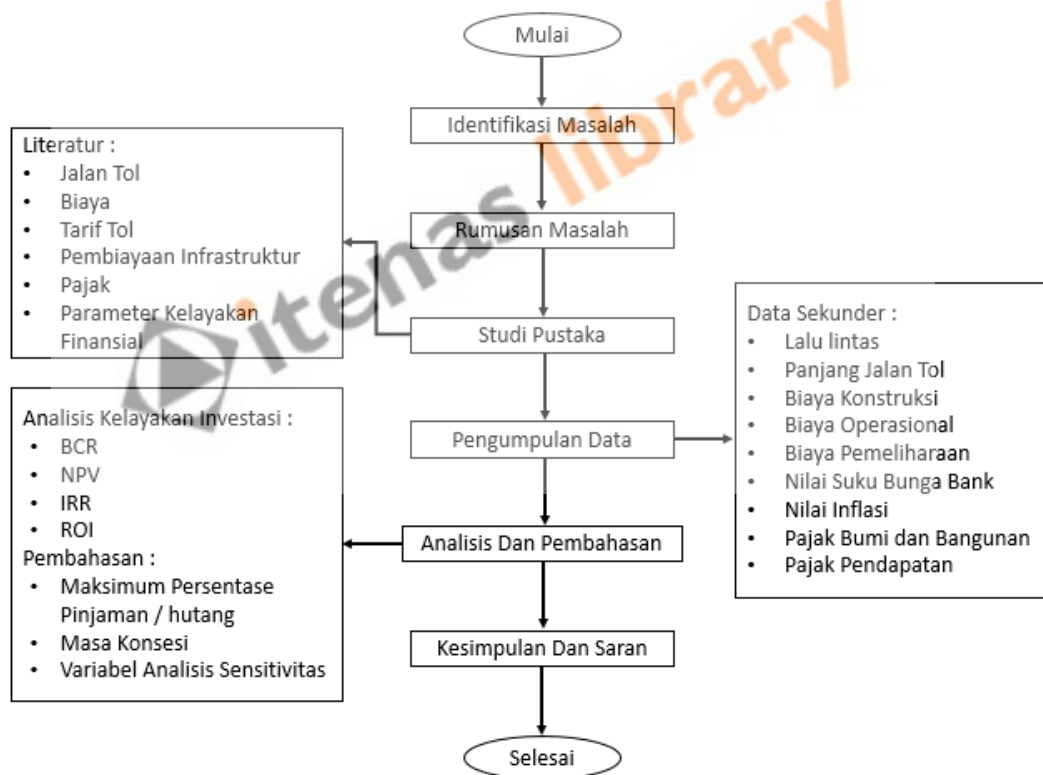 Mulai
Identifikasi Masalah
Rumusan Masalah
Studi Pustaka
Literatur :
• Jalan Tol
• Biaya
• Tarif Tol
• Pembiayaan Infrastruktur
• Pajak
• Parameter Kelayakan
Finansial
Pengumpulan Data
Data Sekunder :
• Lalu lintas
• Panjang Jalan Tol
• Biaya Konstruksi
• Biaya Operasional
• Biaya Pemeliharaan
• Nilai Suku Bunga Bank
• Nilai Inflasi
• Pajak Bumi dan Bangunan
• Pajak Pendapatan
Analisis Dan Pembahasan
Analisis Kelayakan Investasi :
• BCR
• NPV
• IRR
• ROI
Pembahasan :
• Maksimum Persentase
Pinjaman / hutang
• Masa Konsesi
• Variabel Analisis Sensitivitas
Kesimpulan Dan Saran
Selesai
itenas library